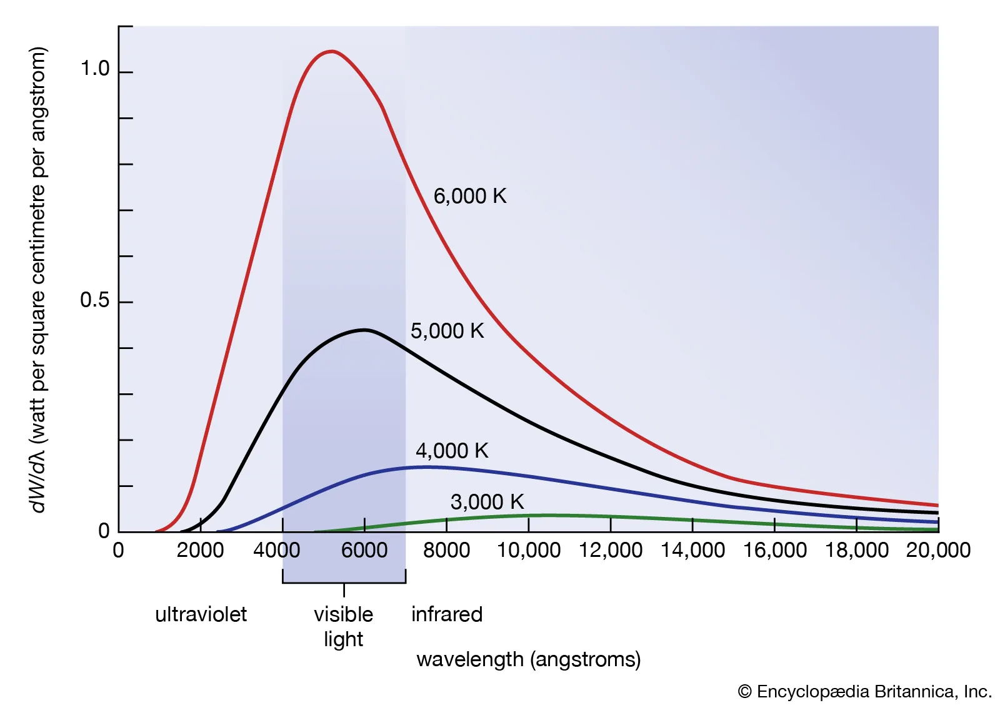 dW/dλ (watt per square centimetre per angstrom)
1.0
0.5
0
6,000 K
5,000 K
4,000 K
3,000 K
0 2000 4000 6000 8000 10,000 12,000 14,000 16,000 18,000 20,000
ultraviolet
visible
light
infrared
wavelength (angstroms)
© Encyclopædia Britannica, Inc.